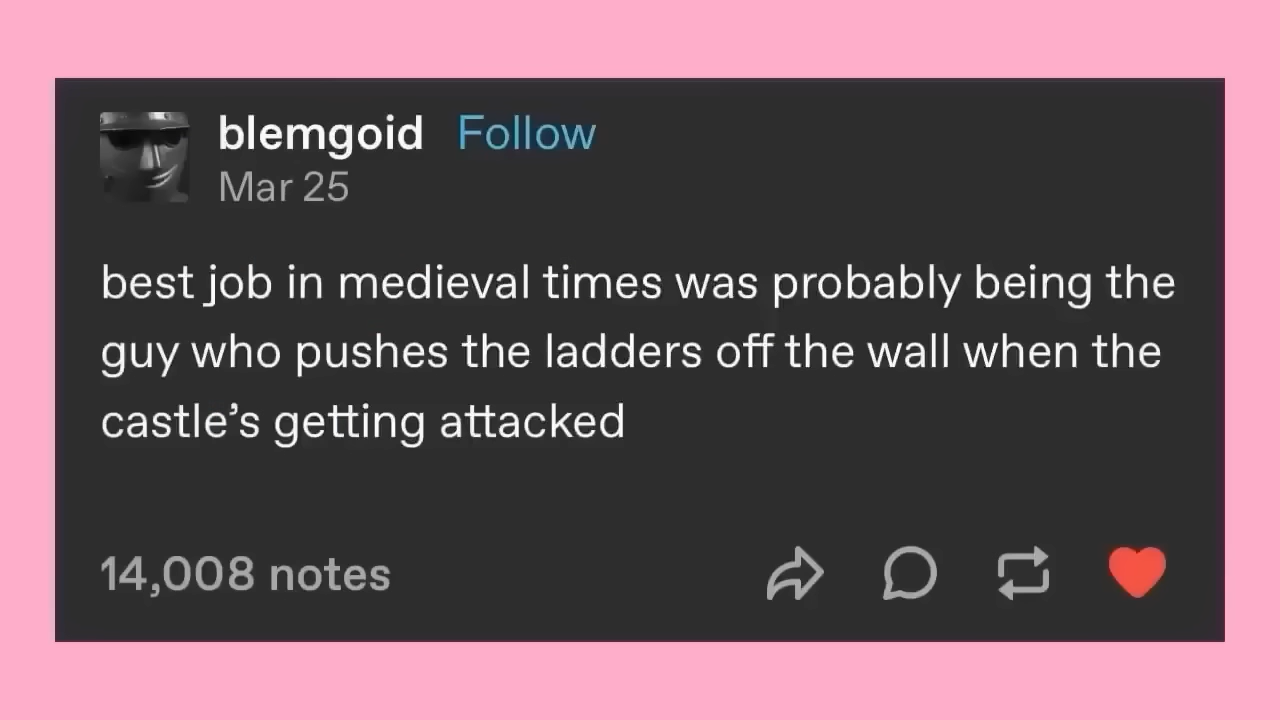 blemgoid Follow
Mar 25
best job in medieval times was probably being the
guy who pushes the ladders off the wall when the
castle’s getting attacked
14,008 notes